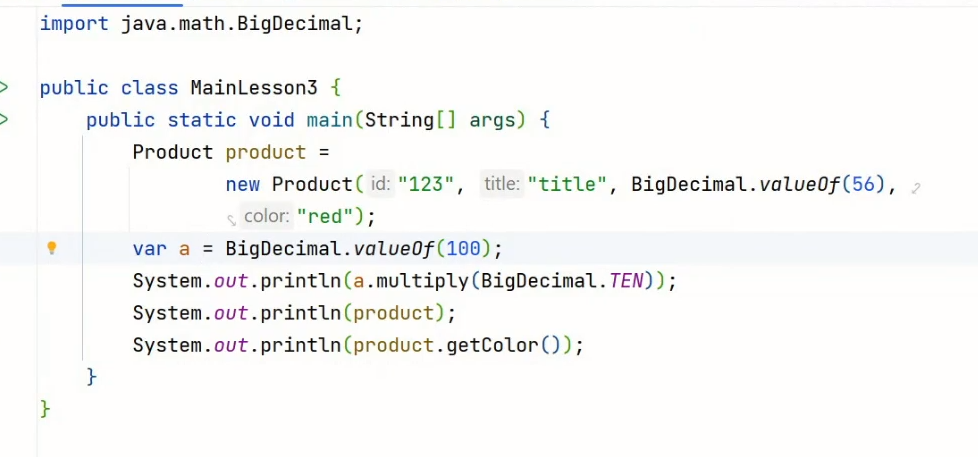 import java.math.BigDecimal;
public class MainLesson3 {
public static void main(String[] args) {
Product product =
new Product( id: "123", title: "title", BigDecimal.valueOf(56),
color: "red");
var a = BigDecimal.valueOf(100);
System.out.println(a.multiply(BigDecimal.TEN));
System.out.println(product);
System.out.println(product.getColor());
}
}